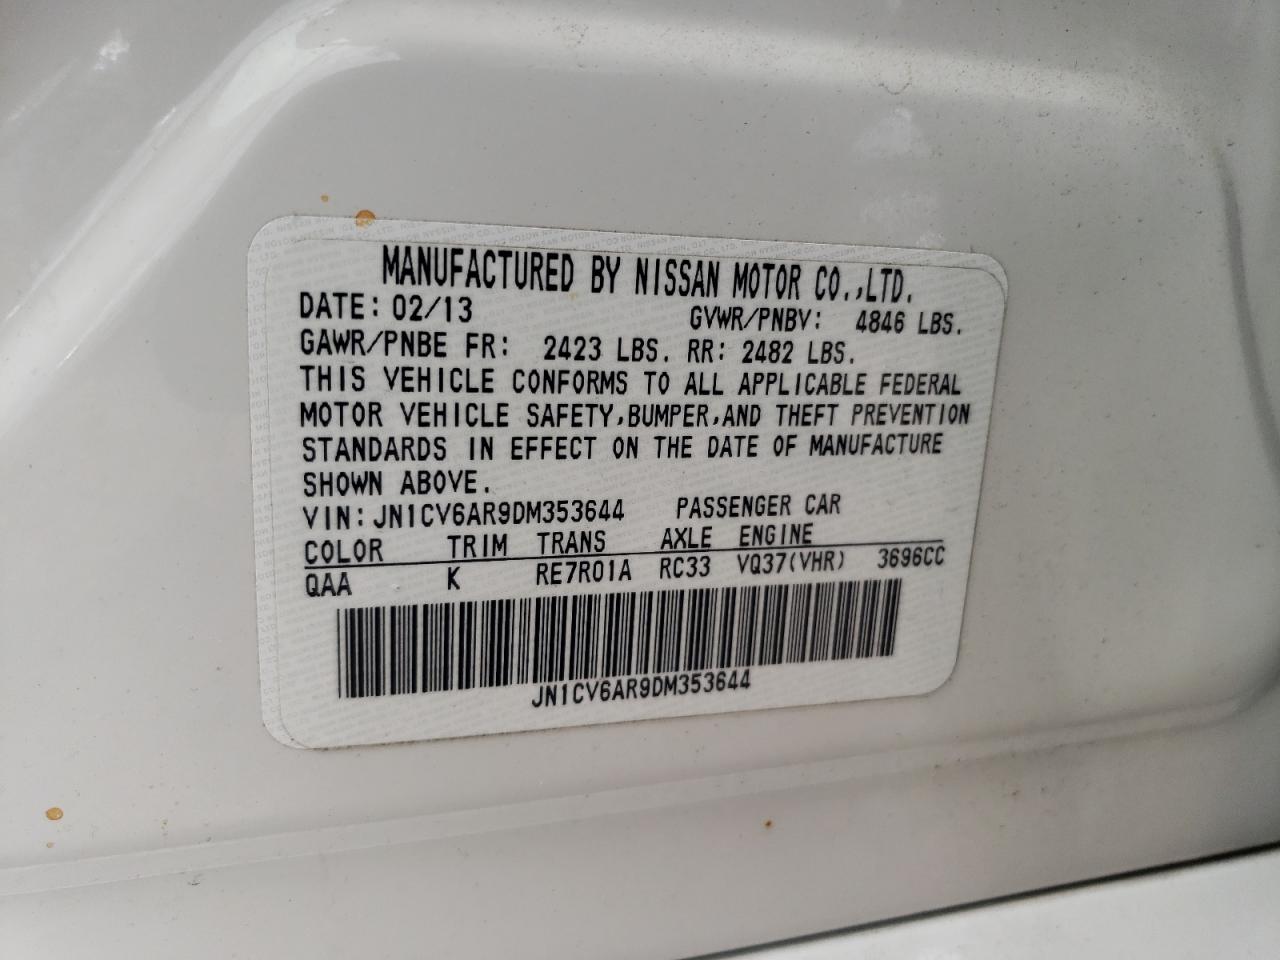 MANUFACTURED BY NISSAN MOTOR CO.,LTD.
DATE: 02/13 GVWR/PNBV: 4846 LBS.
GAWR/PNBE FR: 2423 LBS. RR: 2482 LBS.
THIS VEHICLE CONFORMS TO ALL APPLICABLE FEDERAL
MOTOR VEHICLE SAFETY,BUMPER,AND THEFT PREVENTION
STANDARDS IN EFFECT ON THE DATE OF MANUFACTURE
SHOWN ABOVE.
VIN: JN1CV6AR9DM353644 PASSENGER CAR
COLOR TRIM TRANS AXLE ENGINE
QAA K RE7R01A RC33 VQ37(VHR) 3696CC
JN1CV6AR9DM353644